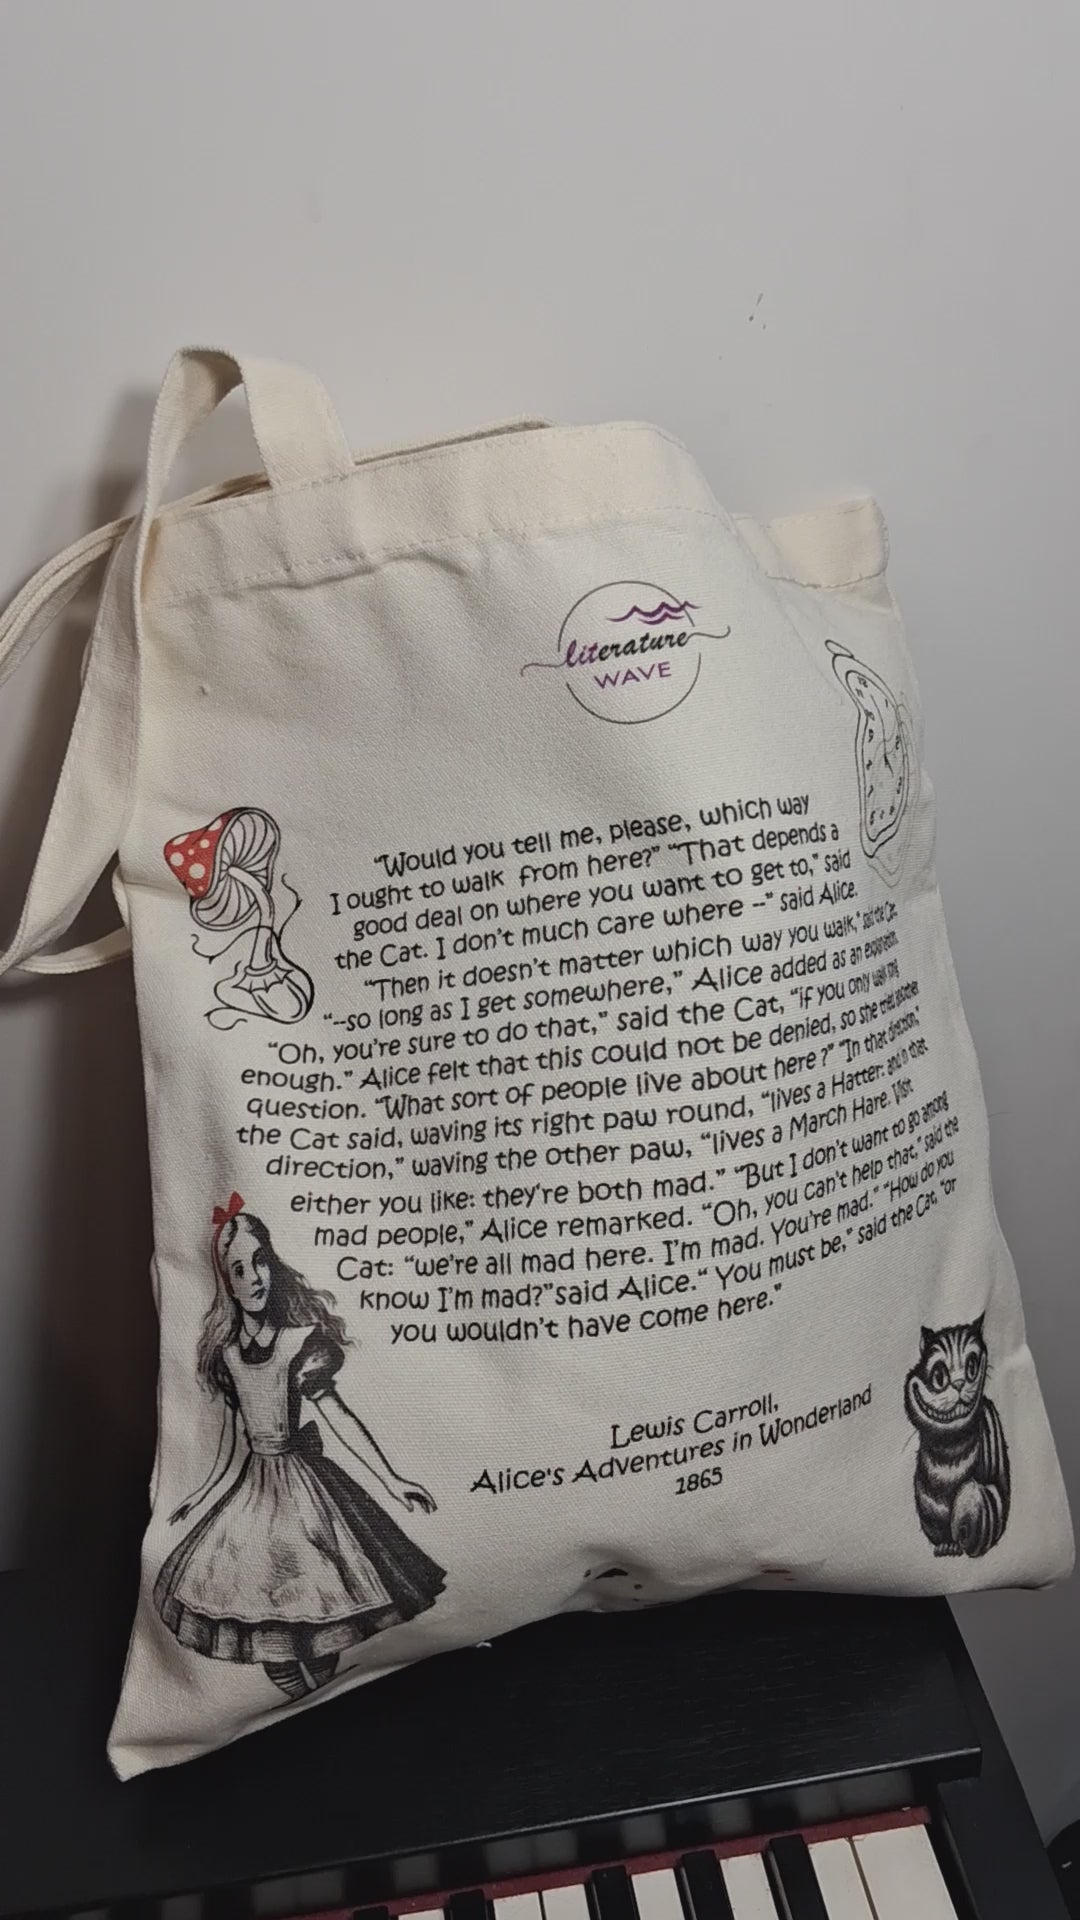 literature
WAVE
“Would you tell me, please, which way
I ought to walk from here?” “That depends a
good deal on where you want to get to,” said
the Cat. I don’t much care where --” said Alice.
“Then it doesn’t matter which way you walk,” said the Cat.
“--so long as I get somewhere,” Alice added as an explanation.
“Oh, you’re sure to do that,” said the Cat, “if you only walk long
enough.” Alice felt that this could not be denied, so she tried another
question. “What sort of people live about here ?” “In that direction,”
the Cat said, waving its right paw round, “lives a Hatter: and in that
direction,” waving the other paw, “lives a March Hare. Visit
either you like: they’re both mad.” “But I don’t want to go among
mad people,” Alice remarked. “Oh, you can’t help that,” said the
Cat: “we’re all mad here. I’m mad. You’re mad.” “How do you
know I’m mad?”said Alice.“ You must be,” said the Cat, “or
you wouldn’t have come here.”
Lewis Carroll,
Alice's Adventures in Wonderland
1865